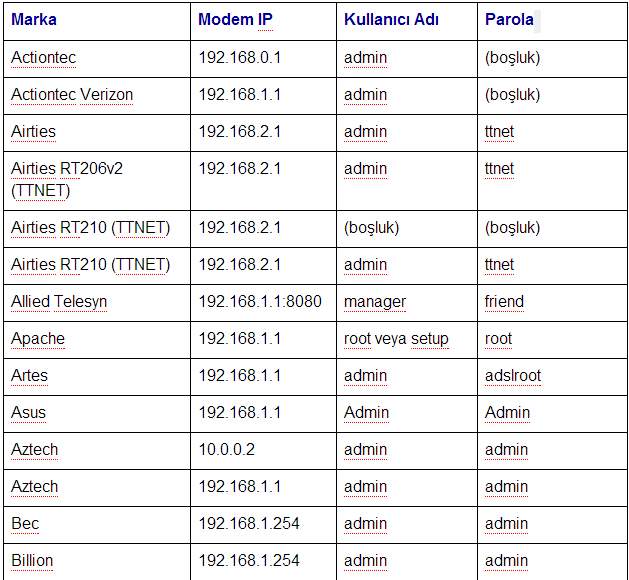 Marka Modem IP Kullanıcı Adı Parola
Actiontec 192.168.0.1 admin (boşluk)
Actiontec Verizon 192.168.1.1 admin (boşluk)
Airties 192.168.2.1 admin ttnet
Airties RT206v2 192.168.2.1 admin ttnet
(TTNET)
Airties RT210 (TTNET) 192.168.2.1 (boşluk) (boşluk)
Airties RT210 (TTNET) 192.168.2.1 admin ttnet
Allied Telesyn 192.168.1.1:8080 manager friend
Apache 192.168.1.1 root veya setup root
Artes 192.168.1.1 admin adslroot
Asus 192.168.1.1 Admin Admin
Aztech 10.0.0.2 admin admin
Aztech 192.168.1.1 admin admin
Bec 192.168.1.254 admin admin
Billion 192.168.1.254 admin admin